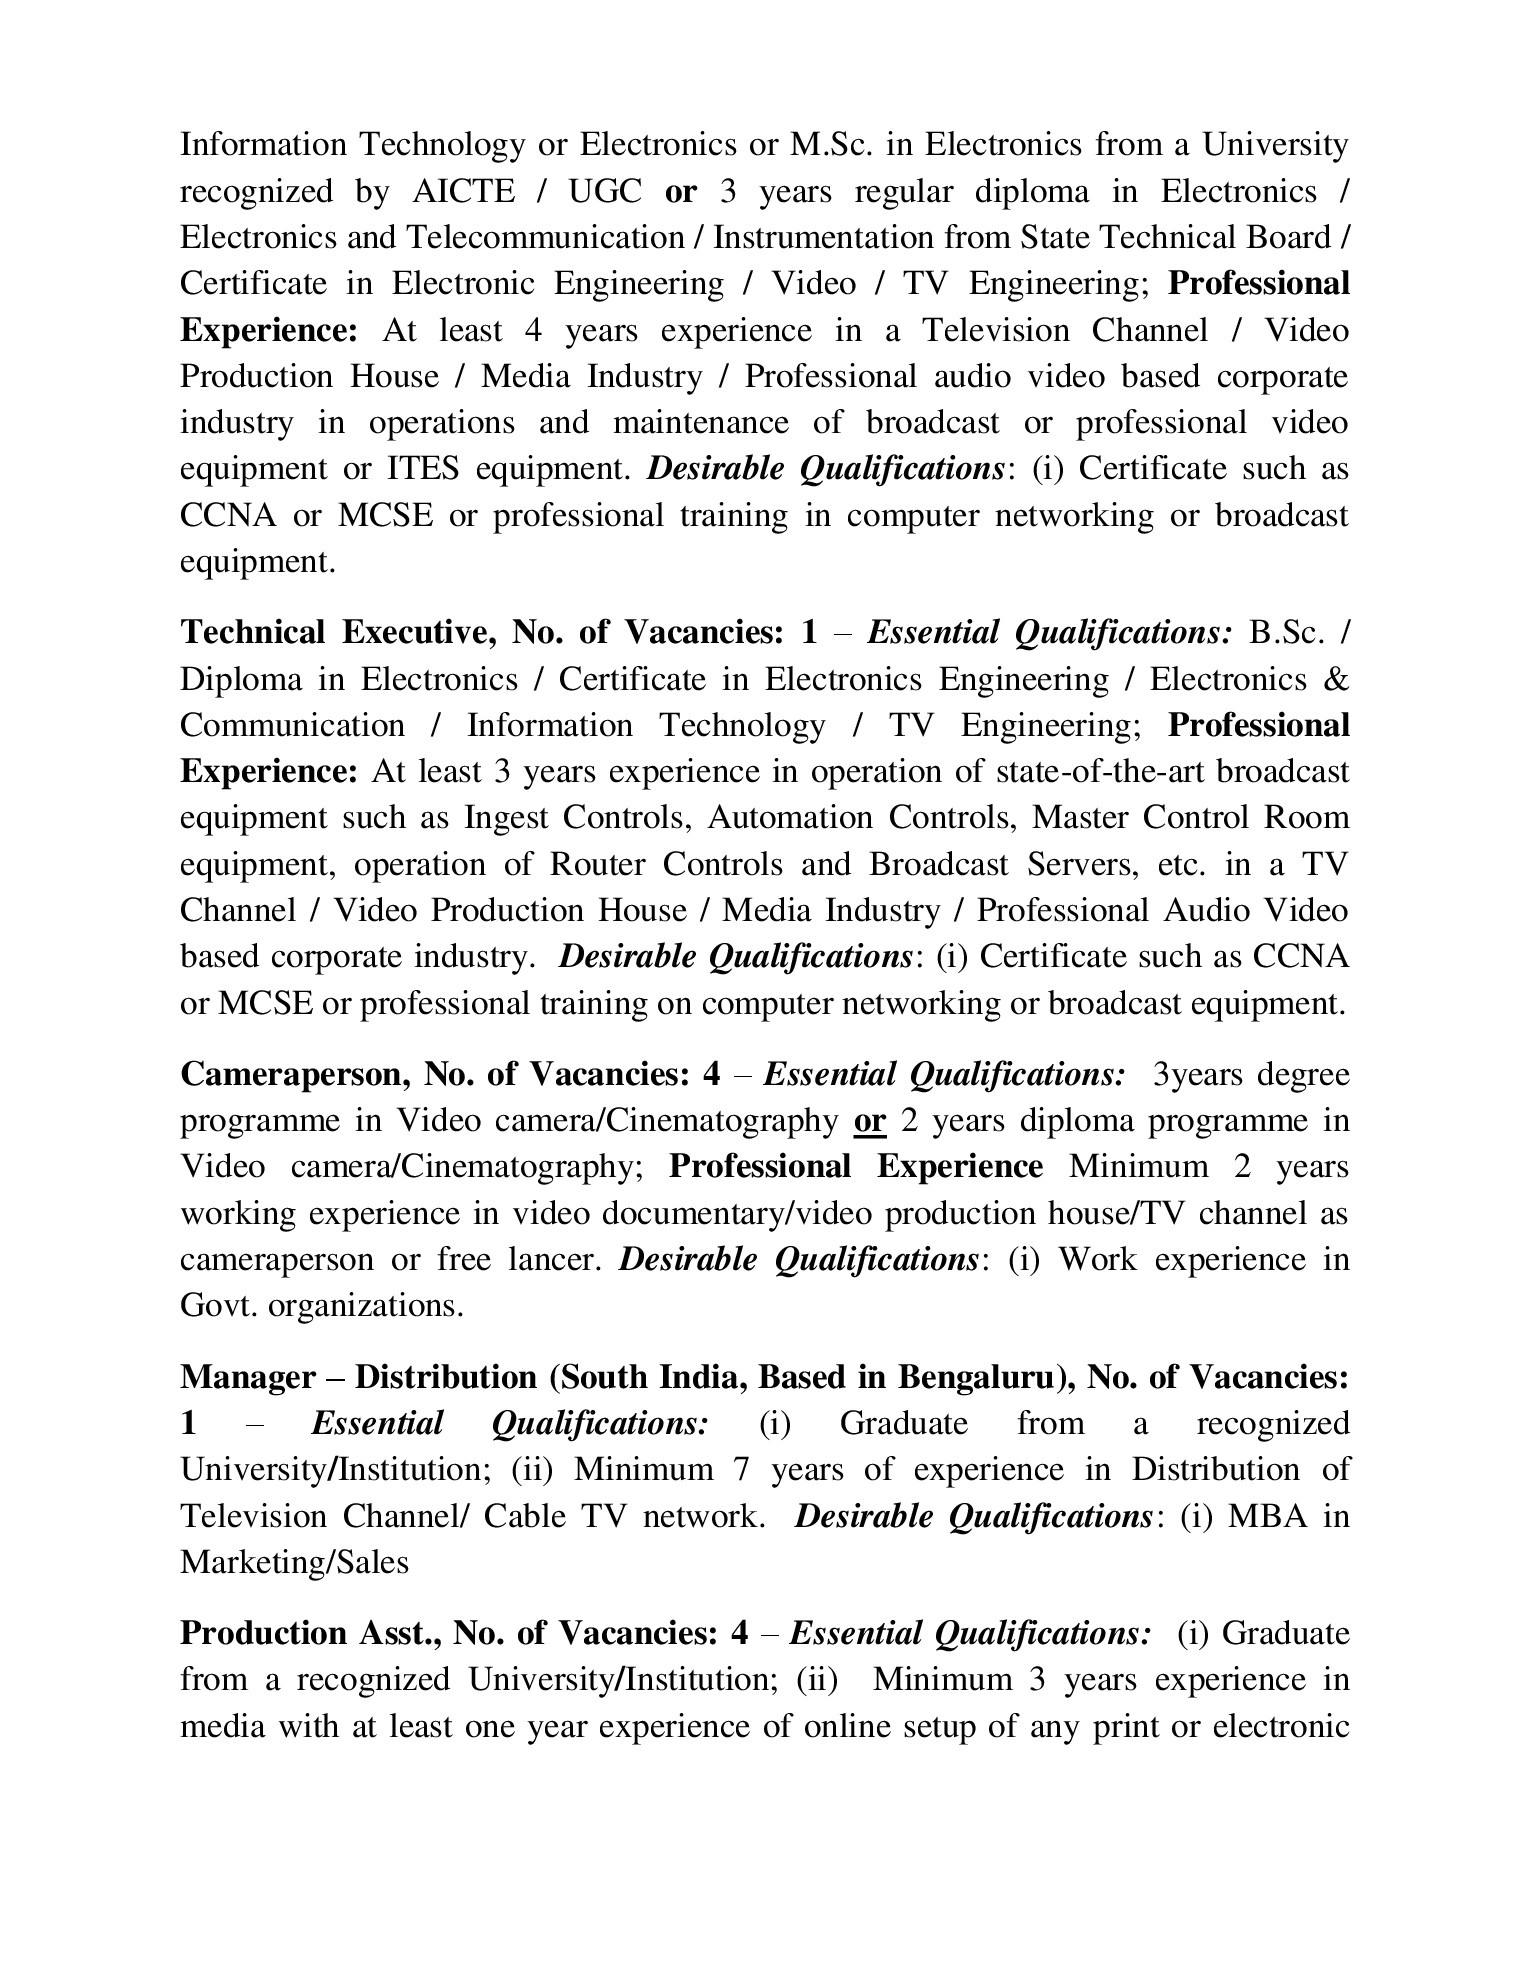 Information Technology or Electronics or M.Sc. in Electronics from a University
recognized by AICTE / UGC or 3 years regular diploma in Electronics /
Electronics and Telecommunication / Instrumentation from State Technical Board /
Certificate in Electronic Engineering / Video / TV Engineering; Professional
Experience: At least 4 years experience in a Television Channel / Video
Production House / Media Industry / Professional audio video based corporate
industry in operations and maintenance of broadcast or professional video
equipment or ITES equipment. Desirable Qualifications: (i) Certificate such as
CCNA or MCSE or professional training in computer networking or broadcast
equipment.
Technical Executive, No. of Vacancies: 1 – Essential Qualifications: B.Sc. /
Diploma in Electronics / Certificate in Electronics Engineering / Electronics &
Communication / Information Technology / TV Engineering; Professional
Experience: At least 3 years experience in operation of state-of-the-art broadcast
equipment such as Ingest Controls, Automation Controls, Master Control Room
equipment, operation of Router Controls and Broadcast Servers, etc. in a TV
Channel / Video Production House / Media Industry / Professional Audio Video
based corporate industry. Desirable Qualifications: (i) Certificate such as CCNA
or MCSE or professional training on computer networking or broadcast equipment.
Cameraperson, No. of Vacancies: 4 – Essential Qualifications: 3years degree
programme in Video camera/Cinematography or 2 years diploma programme in
Video camera/Cinematography; Professional Experience Minimum 2 years
working experience in video documentary/video production house/TV channel as
cameraperson or free lancer. Desirable Qualifications: (i) Work experience in
Govt. organizations.
Manager – Distribution (South India, Based in Bengaluru), No. of Vacancies:
1 – Essential Qualifications: (i) Graduate from a recognized
University/Institution; (ii) Minimum 7 years of experience in Distribution of
Television Channel/ Cable TV network. Desirable Qualifications: (i) MBA in
Marketing/Sales
Production Asst., No. of Vacancies: 4 – Essential Qualifications: (i) Graduate
from a recognized University/Institution; (ii) Minimum 3 years experience in
media with at least one year experience of online setup of any print or electronic